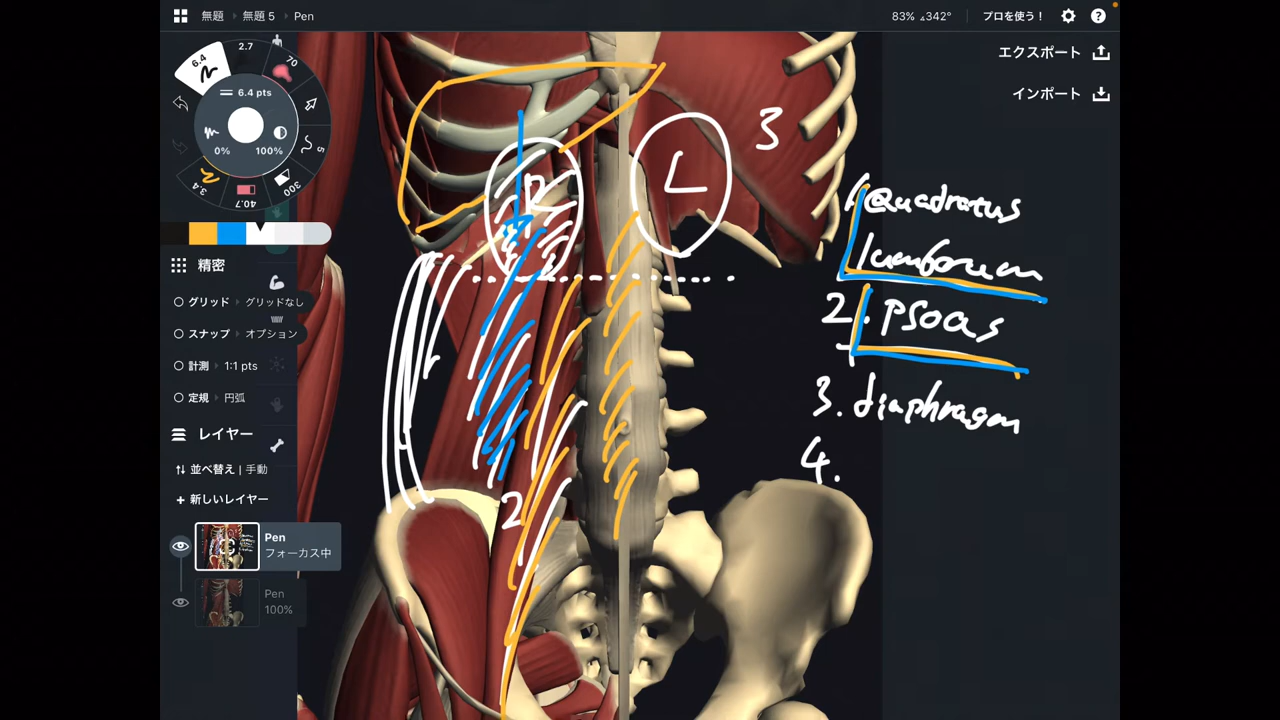 無題 › 無題 5 › Pen
83% ⦟342°
プロを使う!
?
エクスポート
インポート
2.7
6.4
70
6.4 pts
5
0%
100%
300
40.7
3.4
精密
グリッド › グリッドなし
スナップ › オプション
計測 › 1:1 pts
定規 › 円弧
レイヤー
並べ替え | 手動
+ 新しいレイヤー
Pen
フォーカス中
Pen
100%
R
L
3
2
1 Quadratus
lumborum
2. psoas
3. diaphragm
4.